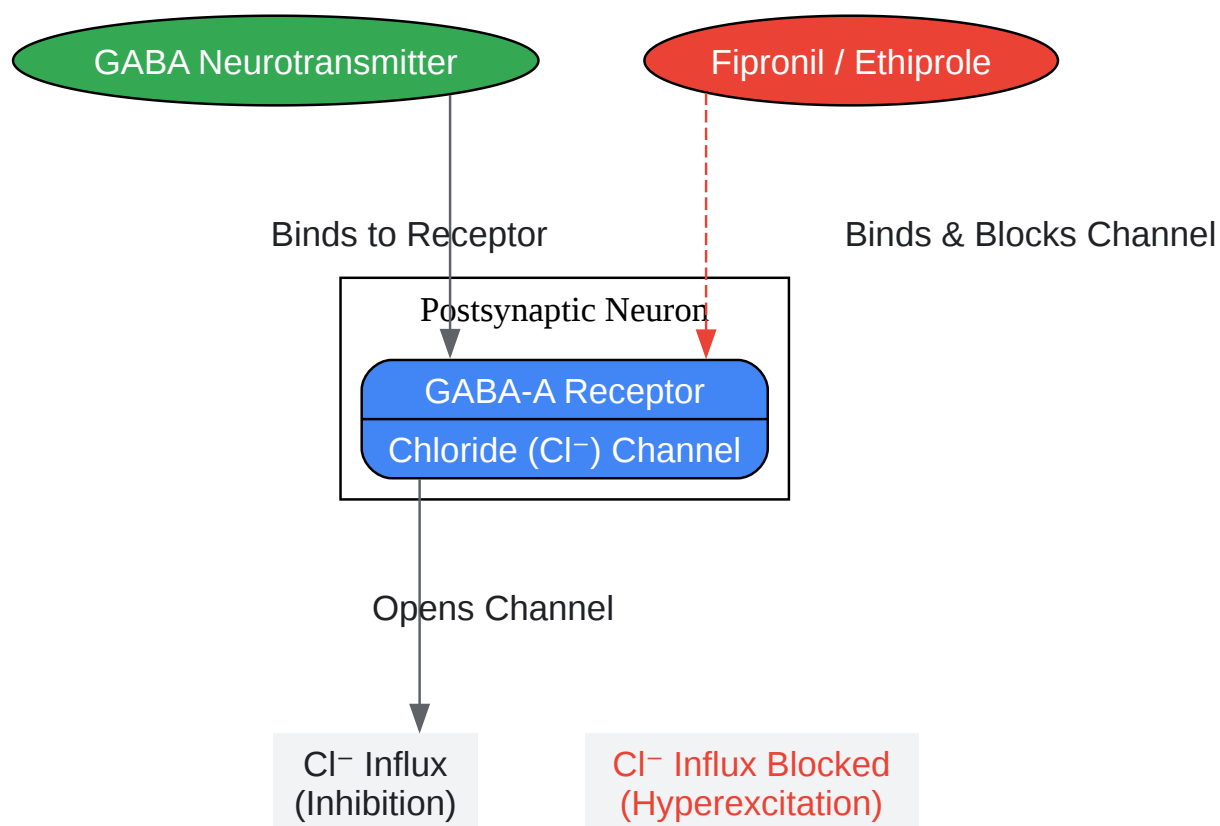 GABA Neurotransmitter
Fipronil / Ethiprole
Binds to Receptor
Binds & Blocks Channel
Postsynaptic Neuron
GABA-A Receptor
Chloride (Cl⁻) Channel
Opens Channel
Cl⁻ Influx
(Inhibition)
Cl⁻ Influx Blocked
(Hyperexcitation)